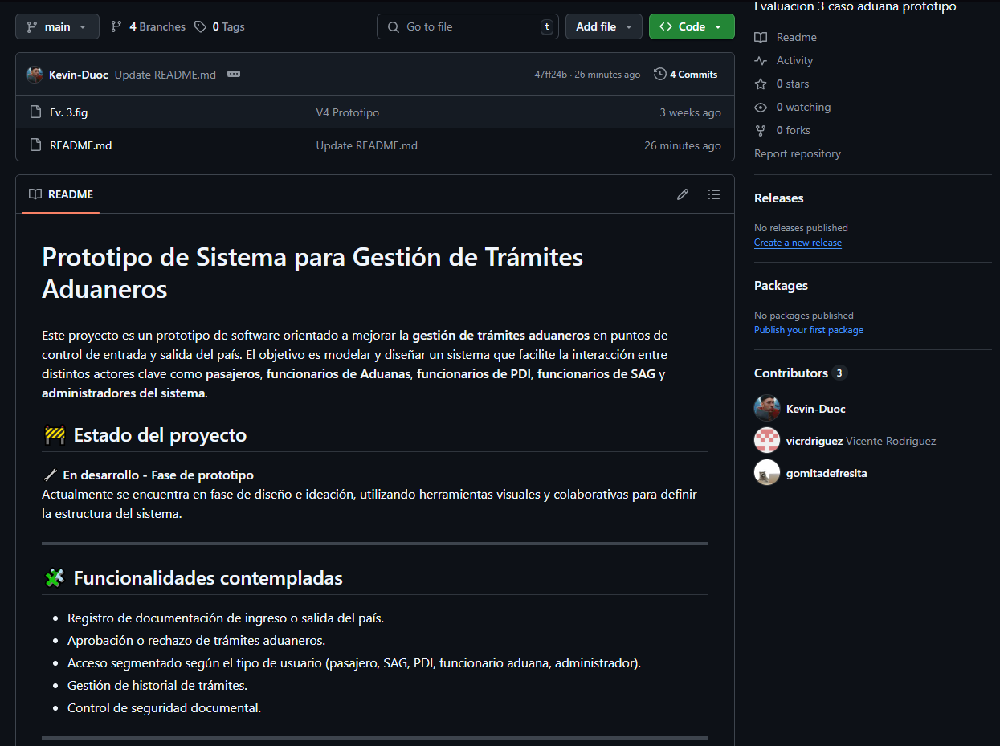 Evaluacion 3 caso aduana prototipo
main
4 Branches
0 Tags
Go to file
t
Add file
Code
Kevin-Duoc Update README.md
47ff24b · 26 minutes ago
4 Commits
Ev. 3.fig
V4 Prototipo
3 weeks ago
README.md
Update README.md
26 minutes ago
README
Prototipo de Sistema para Gestión de Trámites
Aduaneros
Este proyecto es un prototipo de software orientado a mejorar la gestión de trámites aduaneros en puntos de
control de entrada y salida del país. El objetivo es modelar y diseñar un sistema que facilite la interacción entre
distintos actores clave como pasajeros, funcionarios de Aduanas, funcionarios de PDI, funcionarios de SAG y
administradores del sistema.
Estado del proyecto
En desarrollo - Fase de prototipo
Actualmente se encuentra en fase de diseño e ideación, utilizando herramientas visuales y colaborativas para definir
la estructura del sistema.
Funcionalidades contempladas
Registro de documentación de ingreso o salida del país.
Aprobación o rechazo de trámites aduaneros.
Acceso segmentado según el tipo de usuario (pasajero, SAG, PDI, funcionario aduana, administrador).
Gestión de historial de trámites.
Control de seguridad documental.
Readme
Activity
0 stars
0 watching
0 forks
Report repository
Releases
No releases published
Create a new release
Packages
No packages published
Publish your first package
Contributors 3
Kevin-Duoc
vicrdriguez Vicente Rodriguez
gomitadefresita